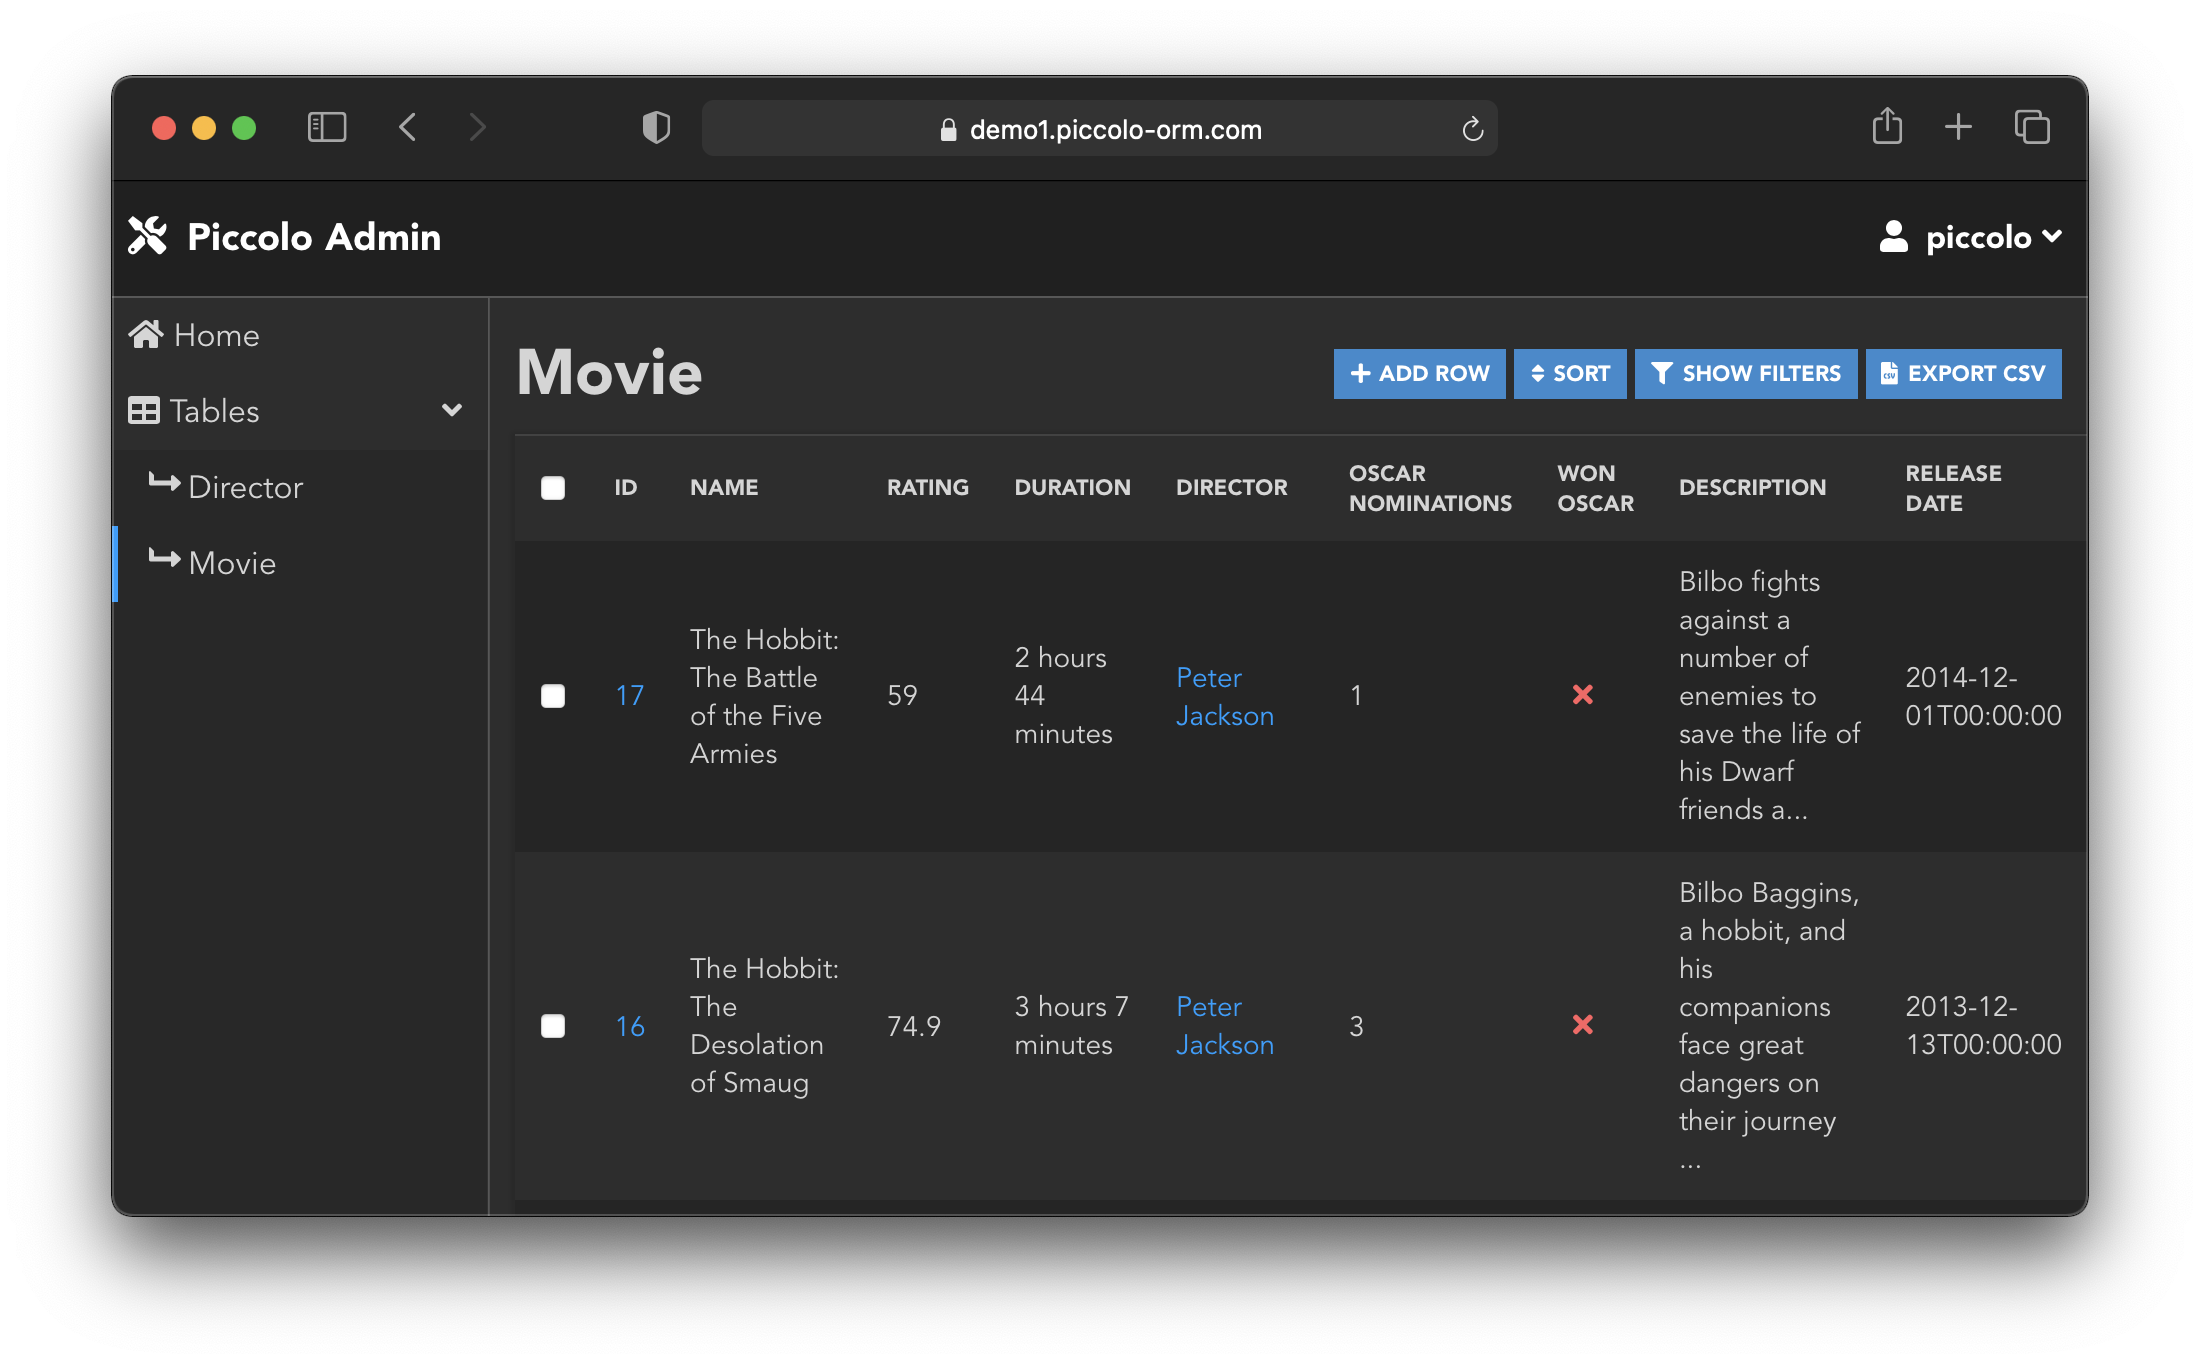 demo1.piccolo-orm.com
Piccolo Admin
piccolo
Home
Tables
Director
Movie
Movie
ADD ROW
SORT
SHOW FILTERS
CSV
EXPORT CSV
ID
NAME
RATING
DURATION
DIRECTOR
OSCAR
NOMINATIONS
WON
OSCAR
DESCRIPTION
RELEASE
DATE
17
The Hobbit:
The Battle
of the Five
Armies
59
2 hours
44
minutes
Peter
Jackson
1
Bilbo fights
against a
number of
enemies to
save the life of
his Dwarf
friends a...
2014-12-
01T00:00:00
16
The Hobbit:
The
Desolation
of Smaug
74.9
3 hours 7
minutes
Peter
Jackson
3
Bilbo Baggins,
a hobbit, and
his
companions
face great
dangers on
their journey
...
2013-12-
13T00:00:00